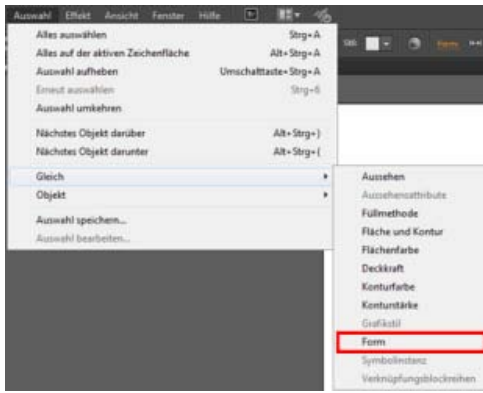 Auswahl Effekt Ansicht Fenster Hilfe
Alles auswählen Strg+A
Alles auf der aktiven Zeichenfläche Alt+Strg+A
Auswahl aufheben Umschalttaste+Strg+A
Erneut auswählen Strg+6
Auswahl umkehren
Nächstes Objekt darüber Alt+Strg+)
Nächstes Objekt darunter Alt+Strg+(
Gleich
Objekt
Auswahl speichern...
Auswahl bearbeiten...
Aussehen
Aussehensattribute
Füllmethode
Fläche und Kontur
Flächenfarbe
Deckkraft
Konturfarbe
Konturstärke
Grafikstil
Form
Symbolinstanz
Verknüpfungsblockreihen